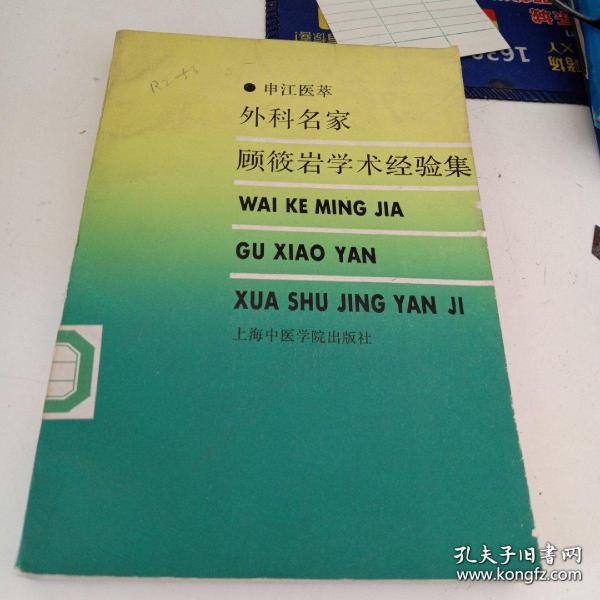 R2-53
● 申江医萃
外科名家
顾筱岩学术经验集
WAI KE MING JIA
GU XIAO YAN
XUA SHU JING YAN JI
上海中医学院出版社
孔夫子旧书网
www.kongfz.com